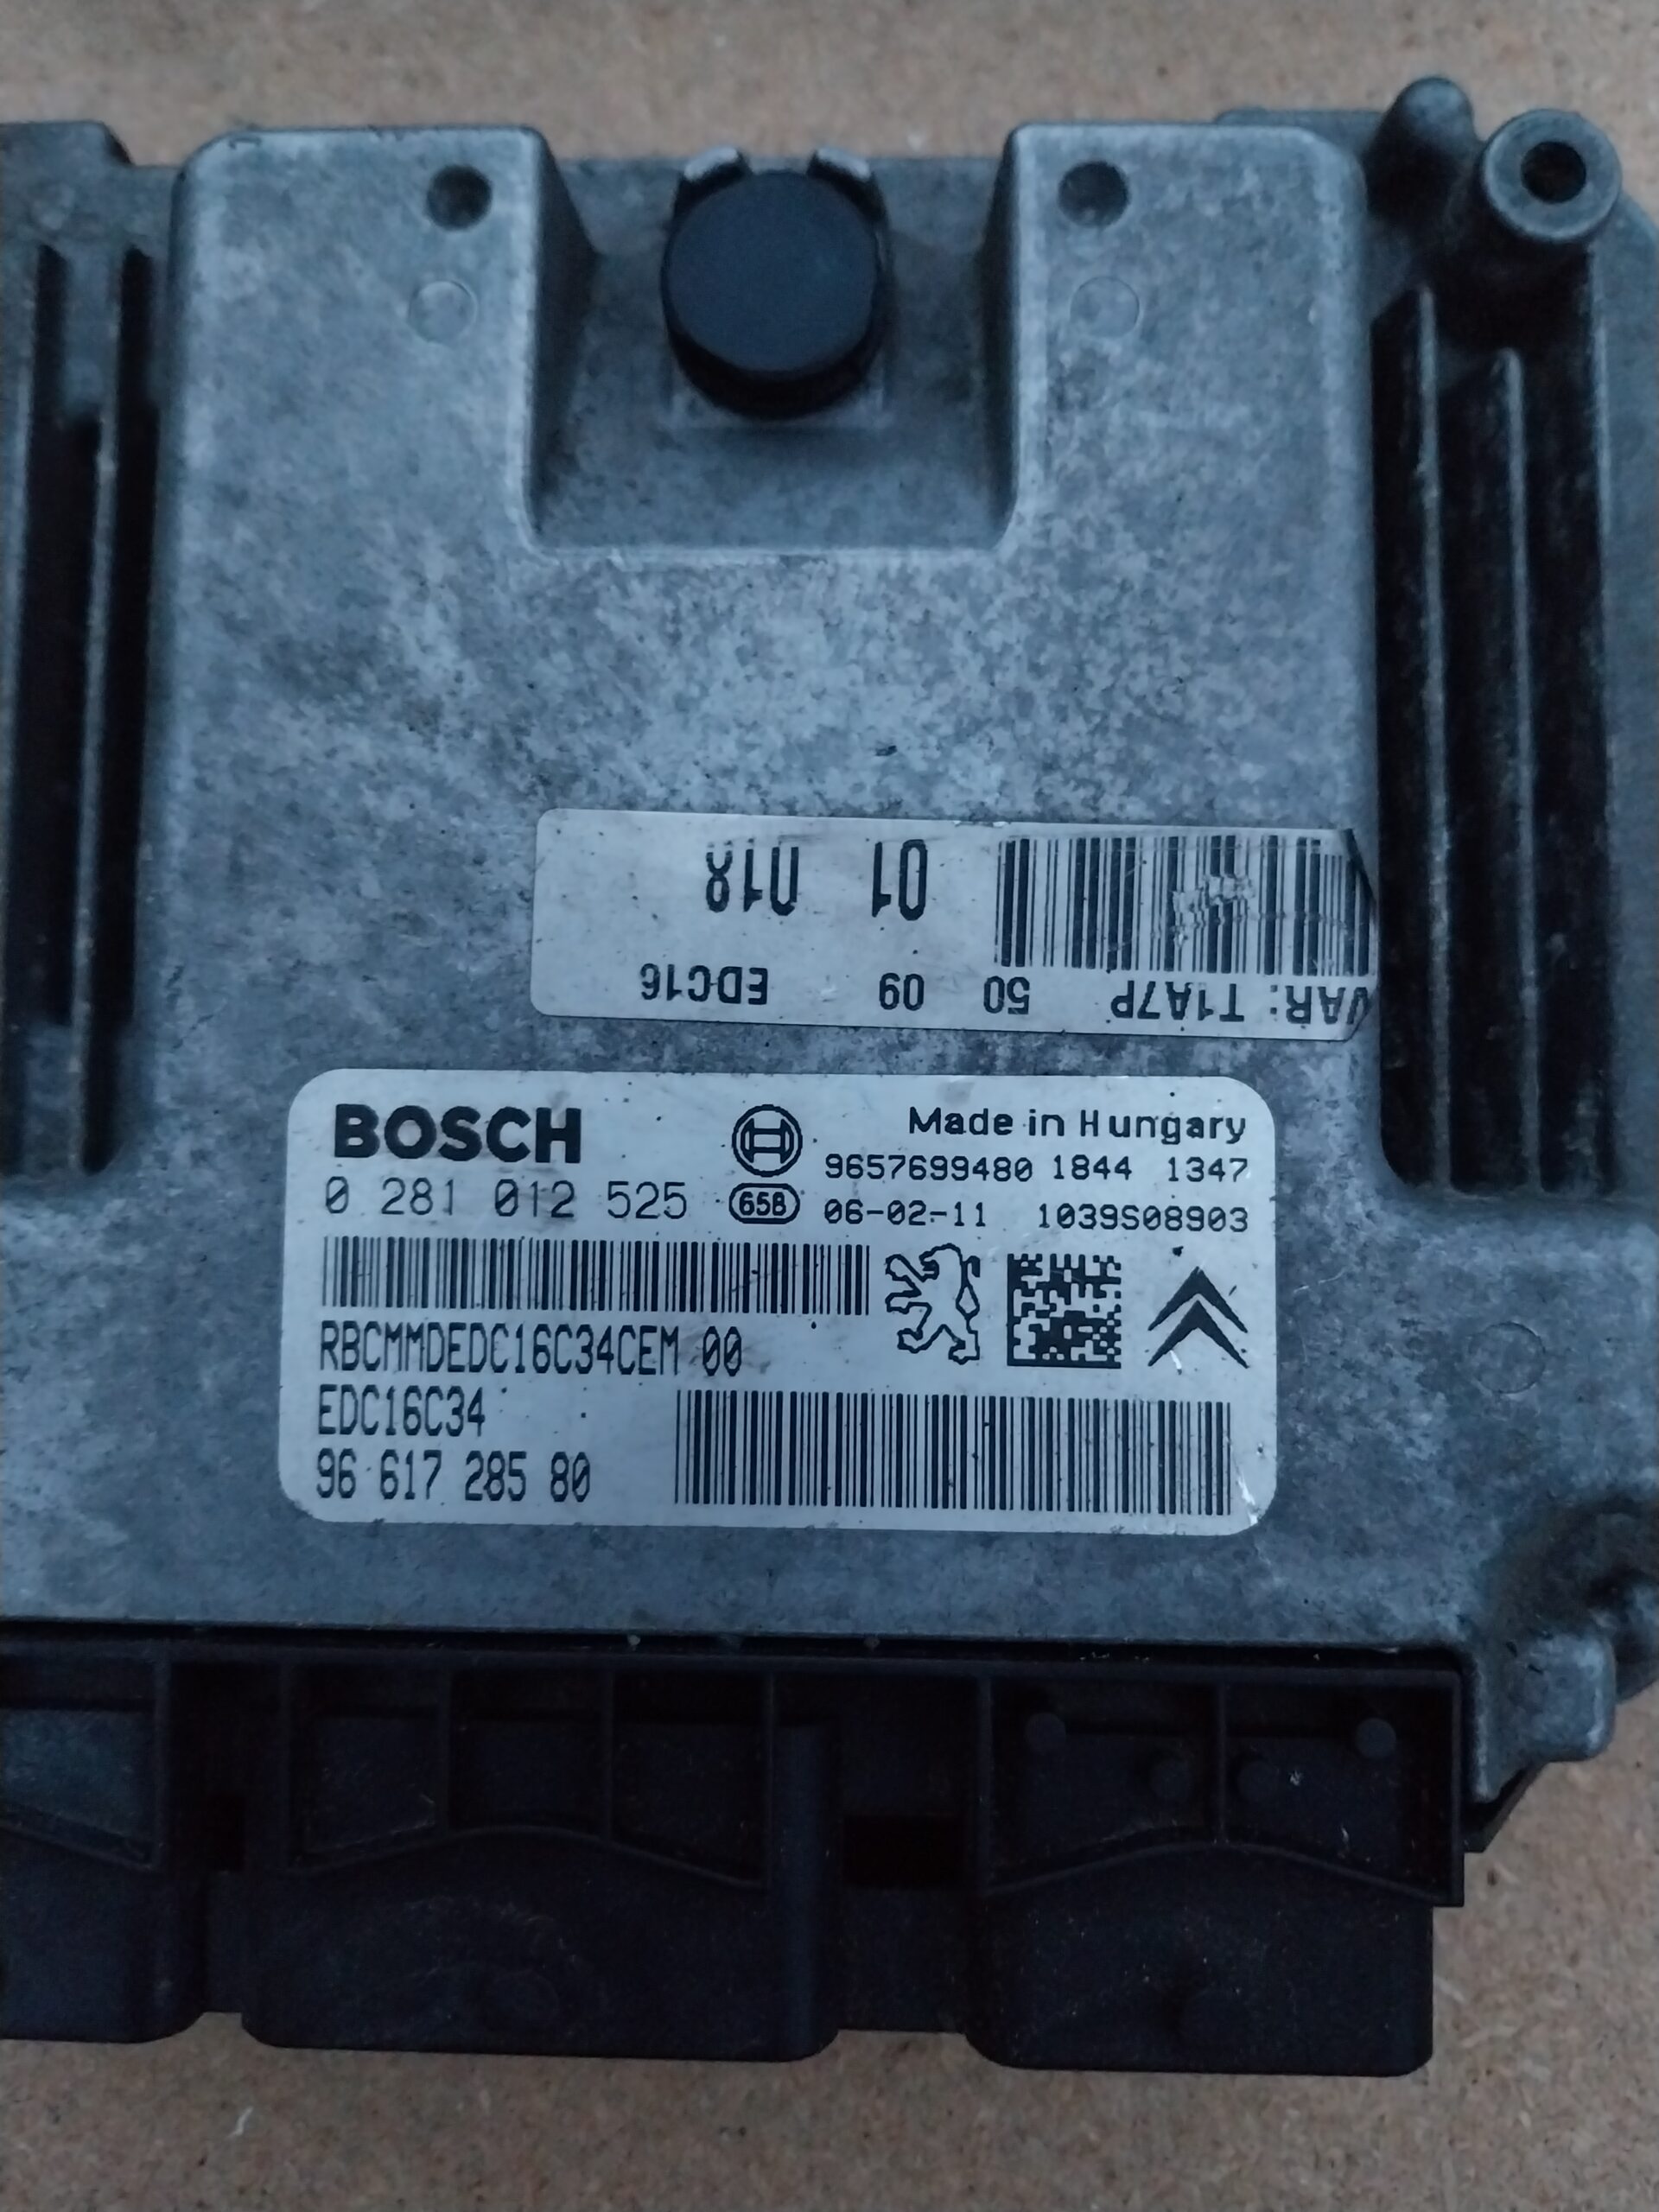 VAR: T1A7P 50 09 EDC16
01 018
BOSCH
Made in Hungary
9657699480 1844 1347
0 281 012 525
65B
06-02-11 1039S08903
RBCMMDEDC16C34CEM 00
EDC16C34
96 617 285 80